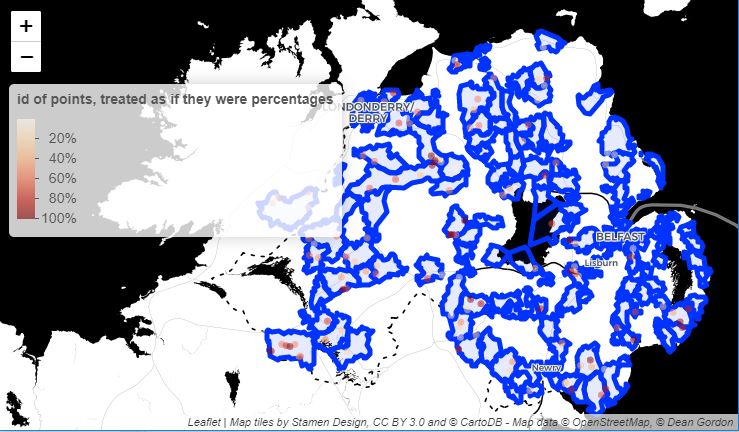 +
−
id of points, treated as if they were percentages
20%
40%
60%
80%
100%
LONDONDERRY/
DERRY
BELFAST
Lisburn
Newry
Leaflet | Map tiles by Stamen Design, CC BY 3.0 and © CartoDB - Map data © OpenStreetMap, © Dean Gordon